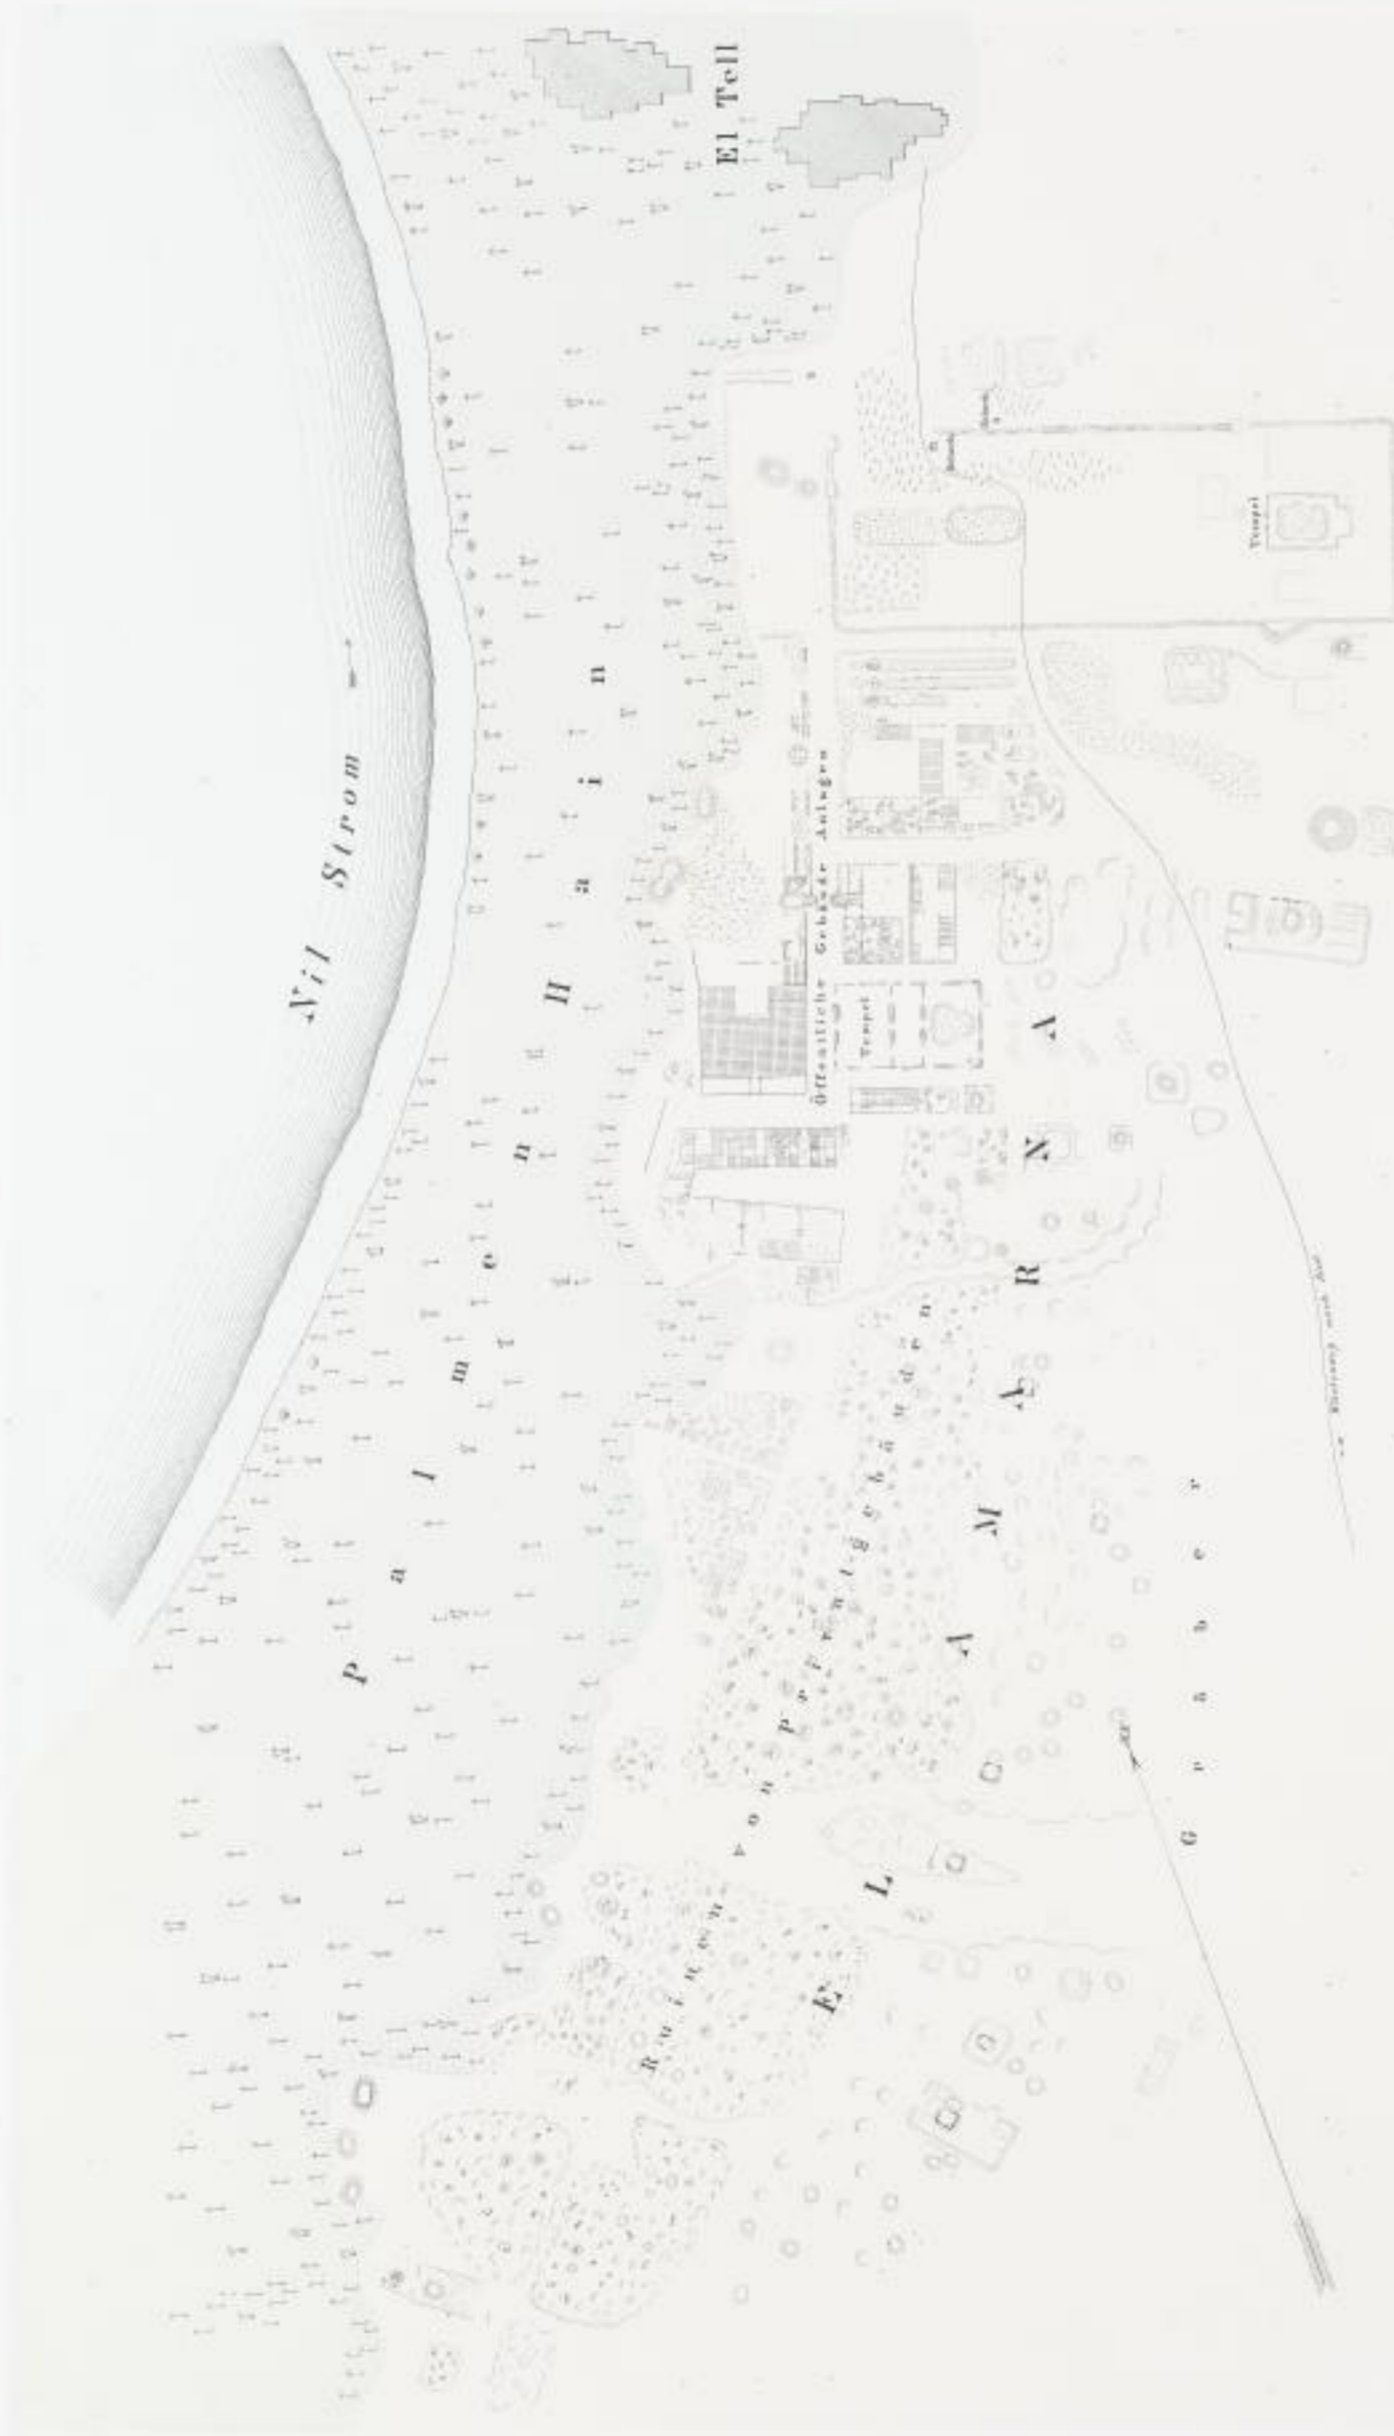 Nil Strom
El Tell
Palmen Hain
Tempel
Öffentliche Gebäude Anlagen
Tempel
EL AMARNA
Ruinen von Privatgebäuden
Gräber